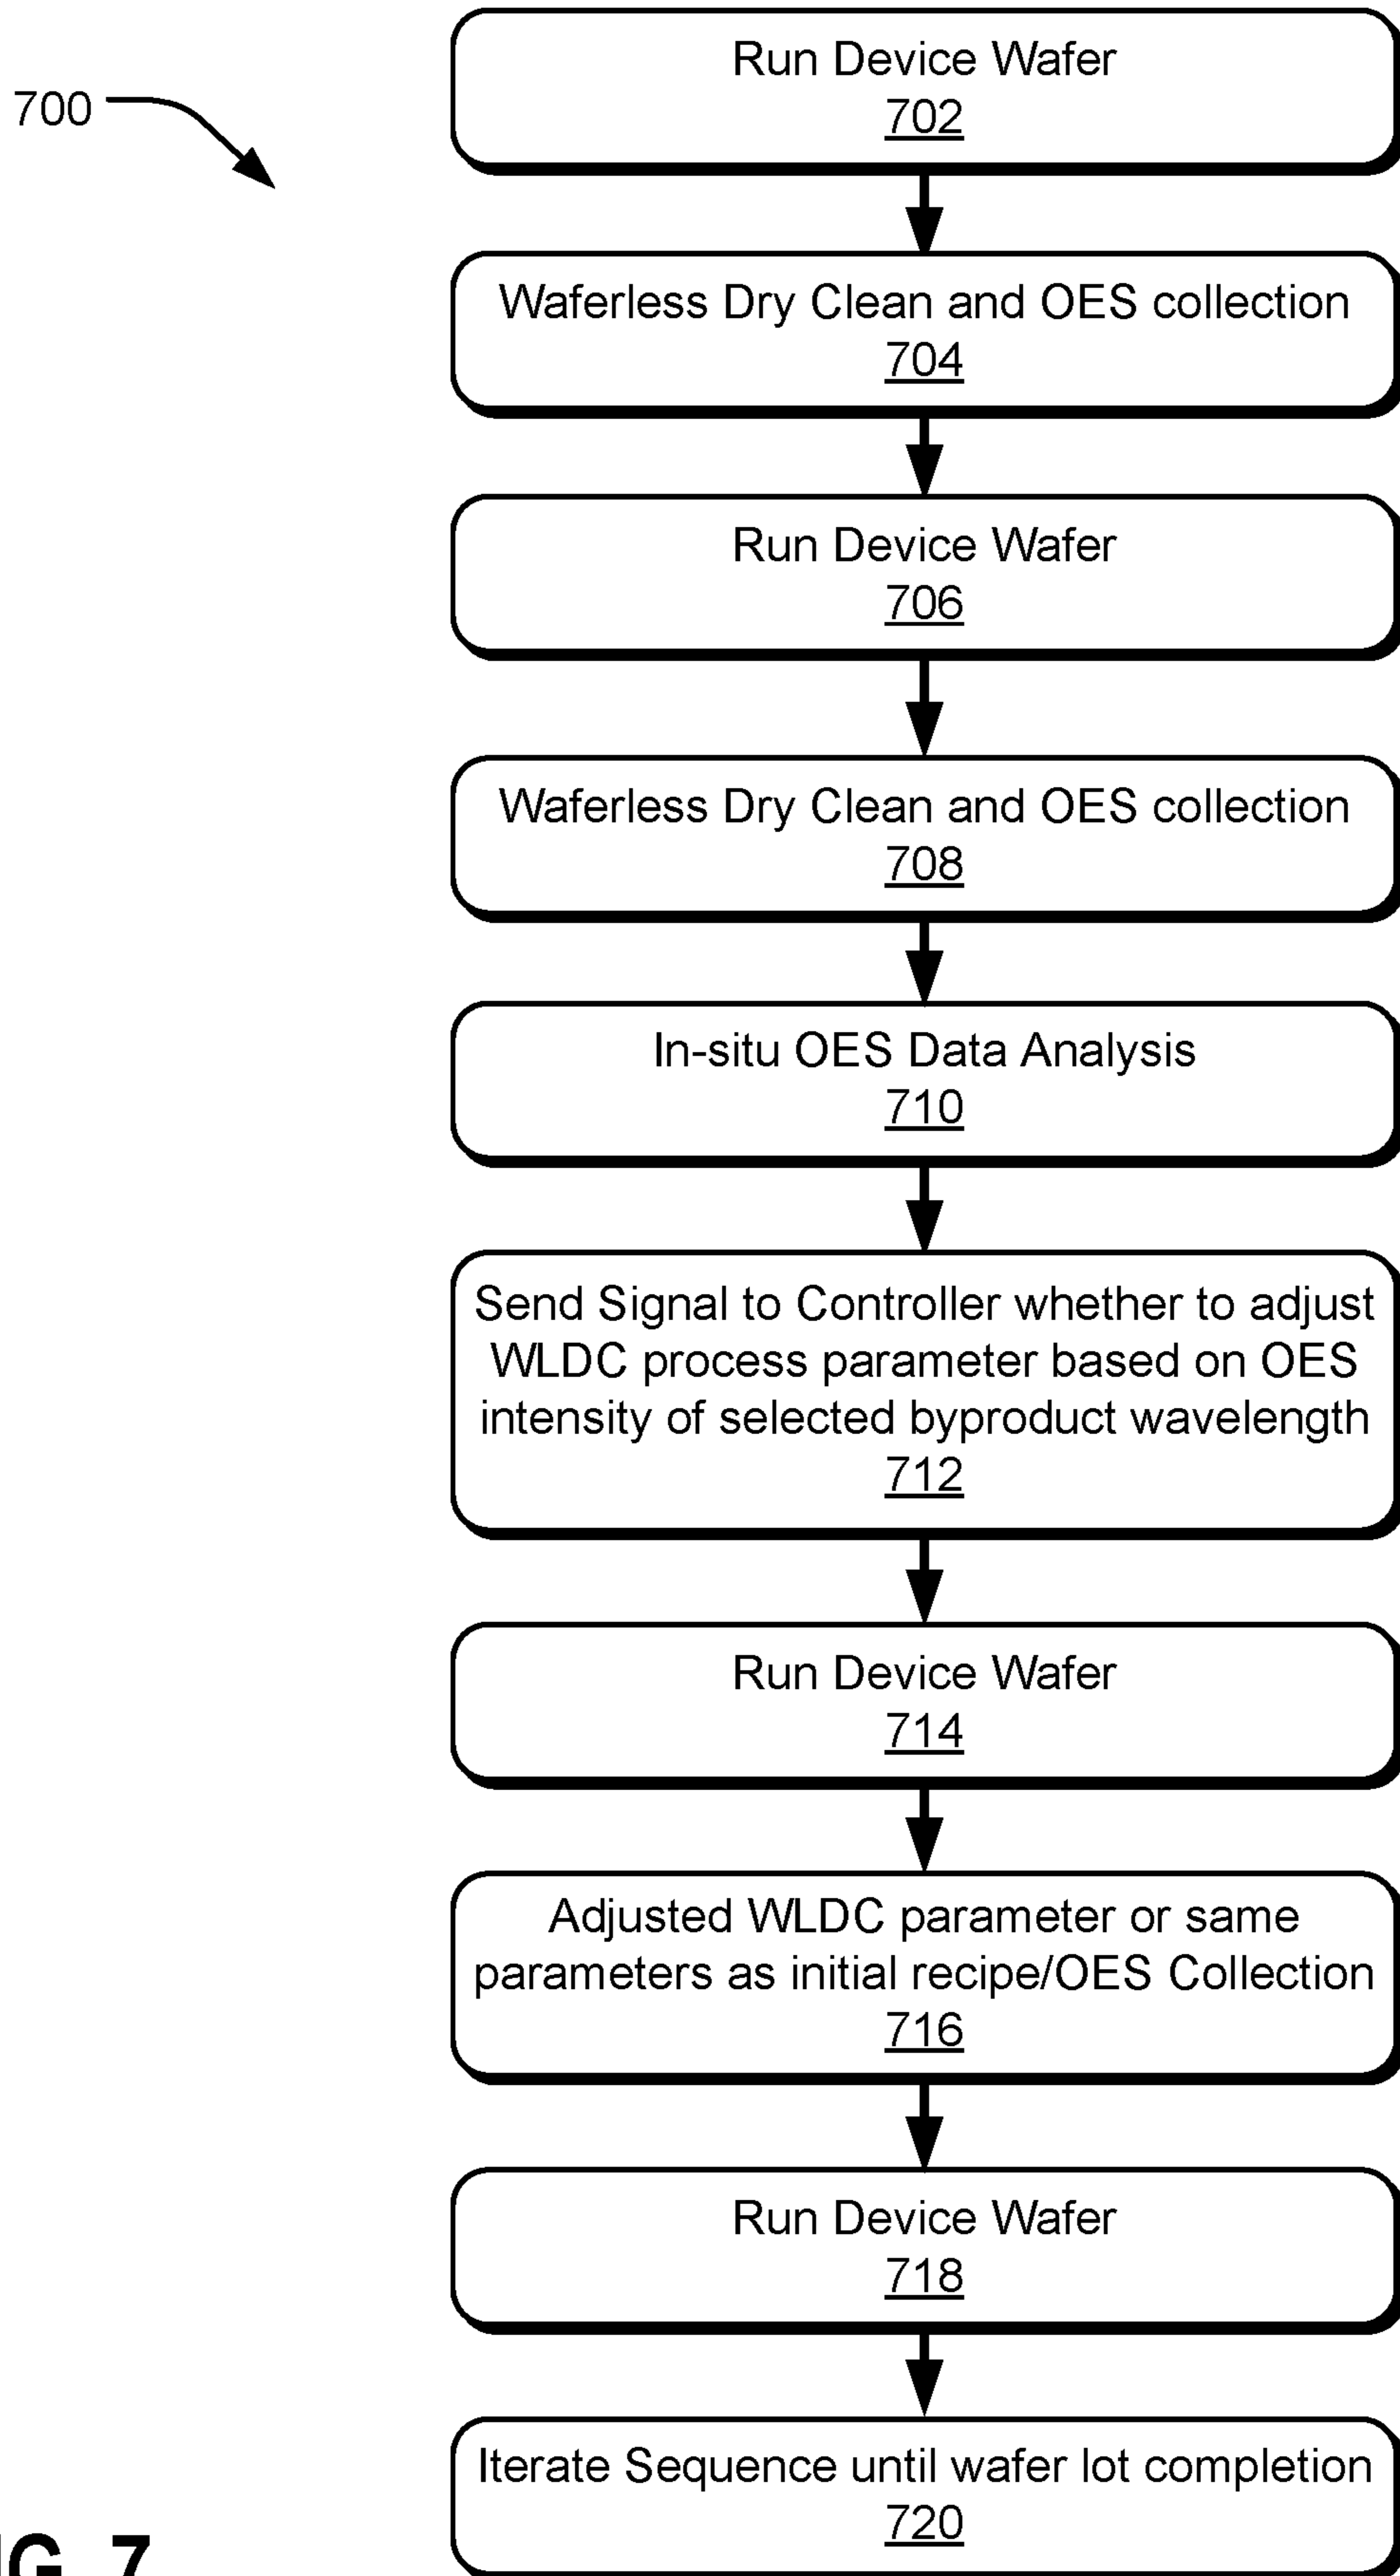 700
Run Device Wafer
702
Waferless Dry Clean and OES collection
704
Run Device Wafer
706
Waferless Dry Clean and OES collection
708
In-situ OES Data Analysis
710
Send Signal to Controller whether to adjust
WLDC process parameter based on OES
intensity of selected byproduct wavelength
712
Run Device Wafer
714
Adjusted WLDC parameter or same
parameters as initial recipe/OES Collection
716
Run Device Wafer
718
Iterate Sequence until wafer lot completion
720
7